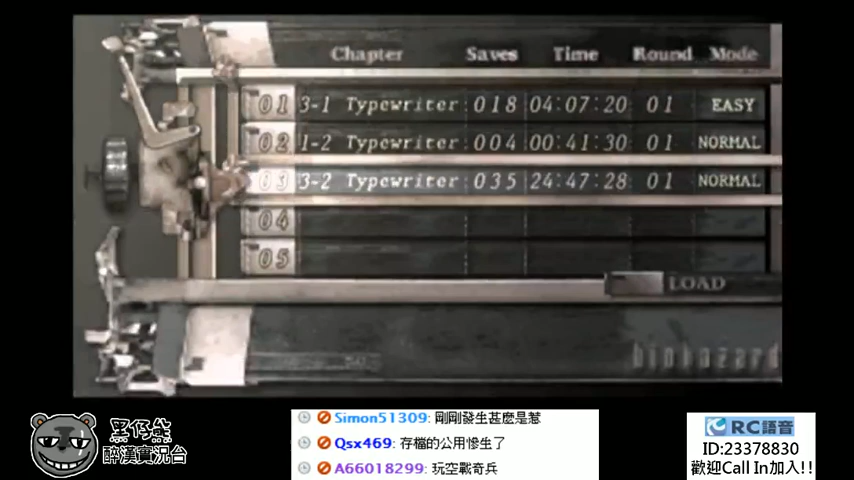 Chapter Saves Time Round Mode
01 3-1 Typewriter 018 04:07:20 01 EASY
02 1-2 Typewriter 004 00:41:30 01 NORMAL
03 3-2 Typewriter 035 24:47:28 01 NORMAL
04
05
LOAD
biohazard
黑仔熊
醉漢實況台
Simon51309: 剛剛發生甚麼是惹
Qsx469: 存檔的公用慘生了
A66018299: 玩空戰奇兵
RC語音
ID:23378830
歡迎Call In加入!!